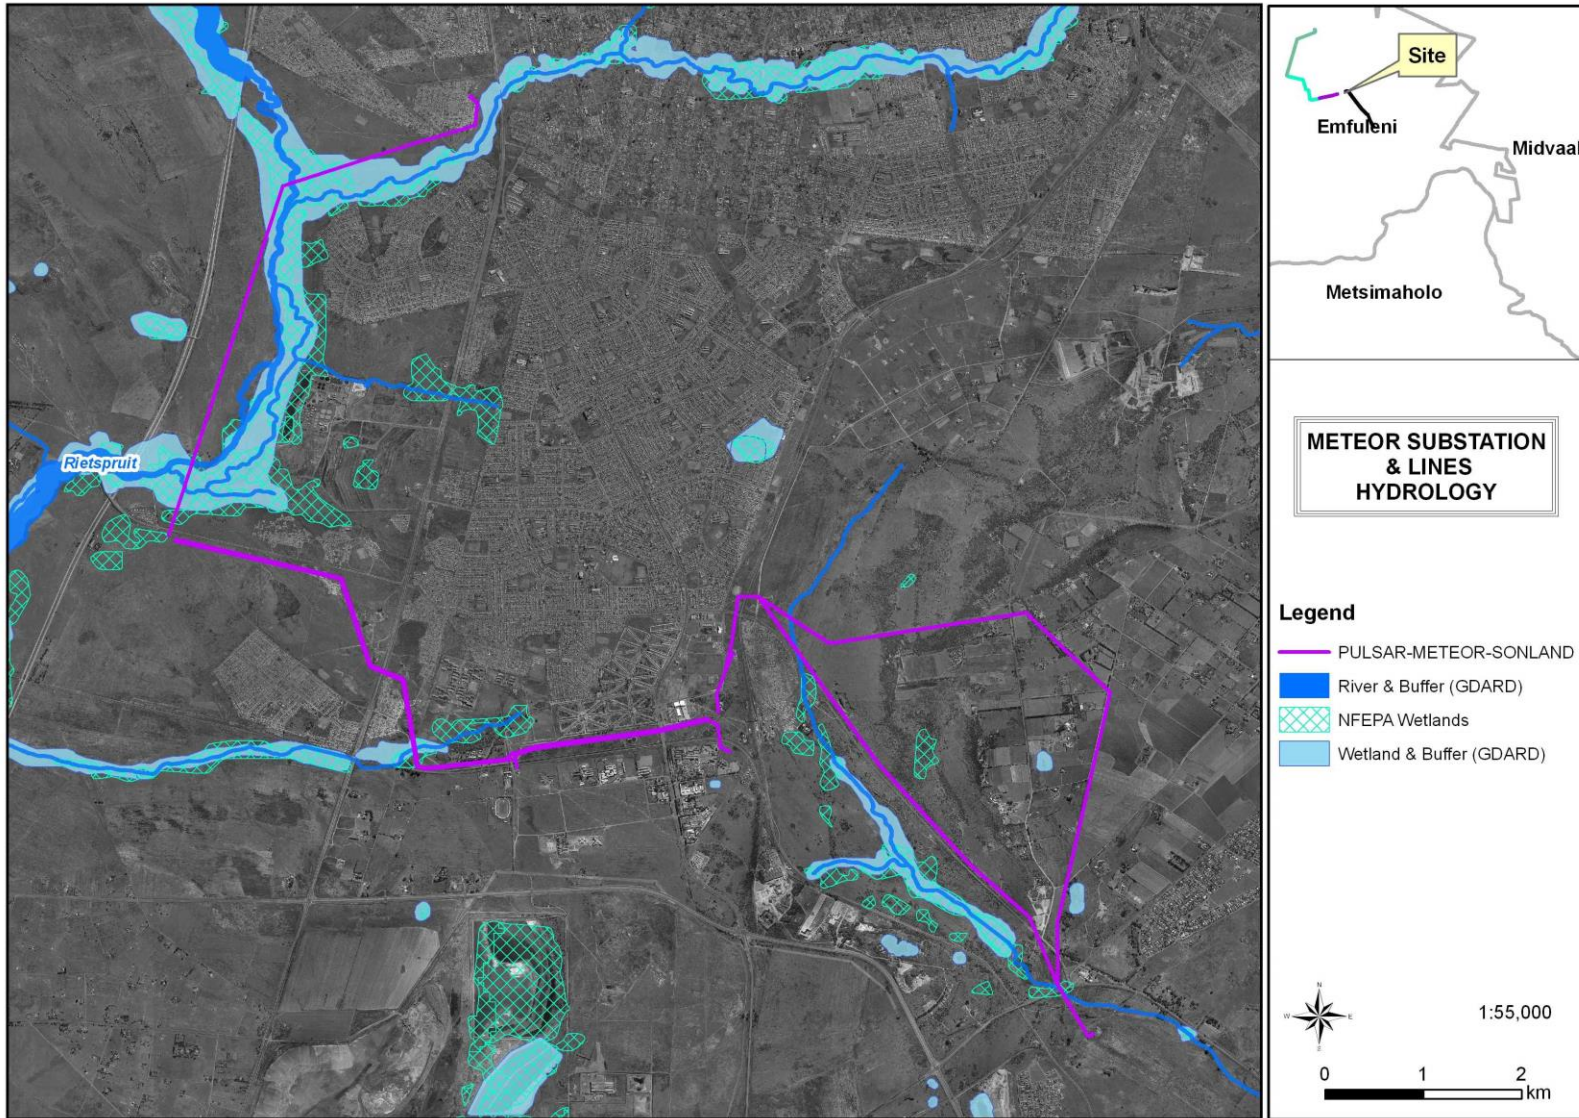 Rietspruit
Site
Emfuleni
Midvaal
Metsimaholo
METEOR SUBSTATION
& LINES
HYDROLOGY
Legend
PULSAR-METEOR-SONLAND
River & Buffer (GDARD)
NFEPA Wetlands
Wetland & Buffer (GDARD)
N
W E
S
1:55,000
0 1 2
km